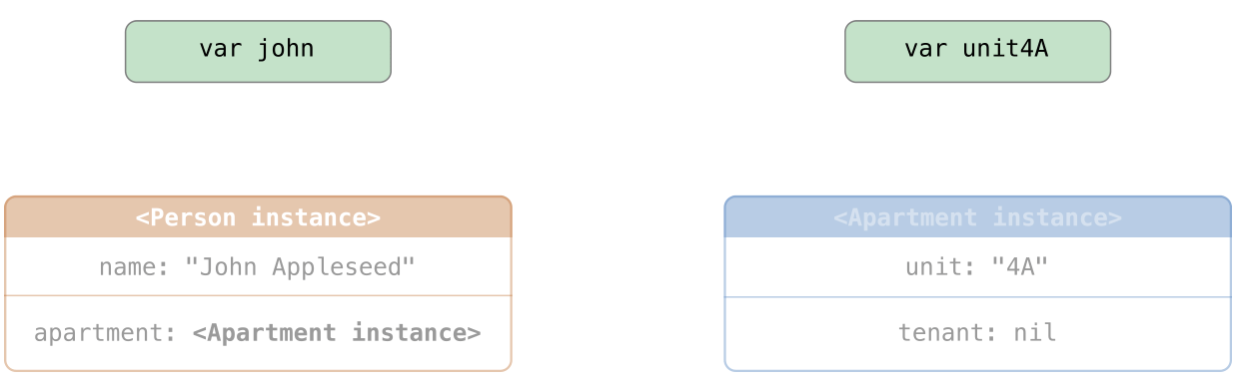 var john
var unit4A
<Person instance>
<Apartment instance>
name: "John Appleseed"
unit: "4A"
apartment: <Apartment instance>
tenant: nil